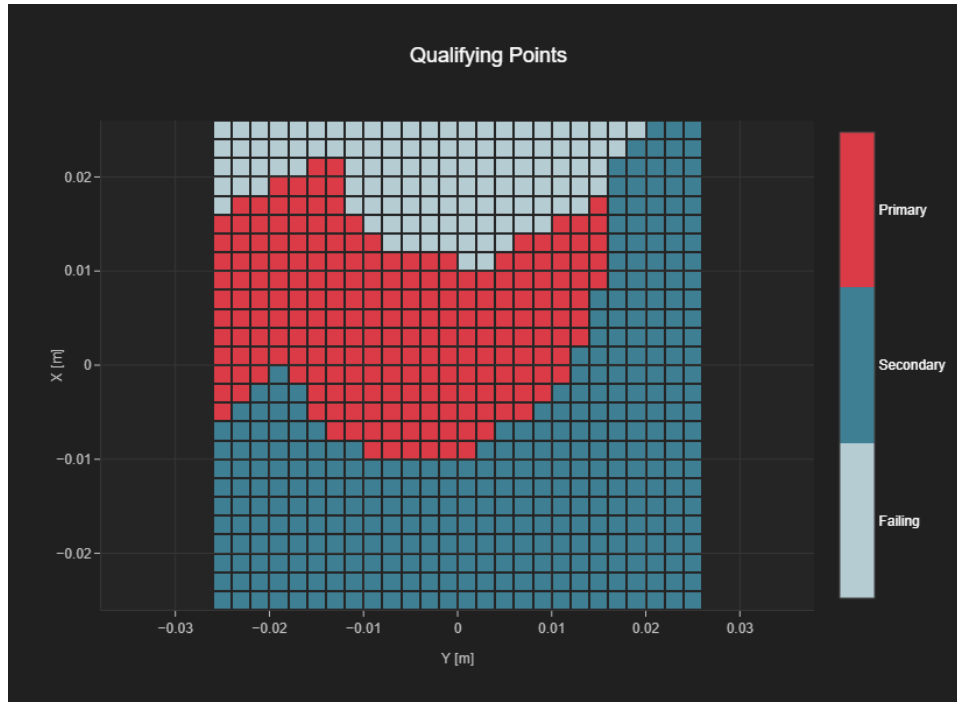 Qualifying Points
Primary
0.02
0.01
X [m]
0
Secondary
−0.01
Failing
−0.02
−0.03
−0.02
−0.01
0
0.01
0.02
0.03
Y [m]